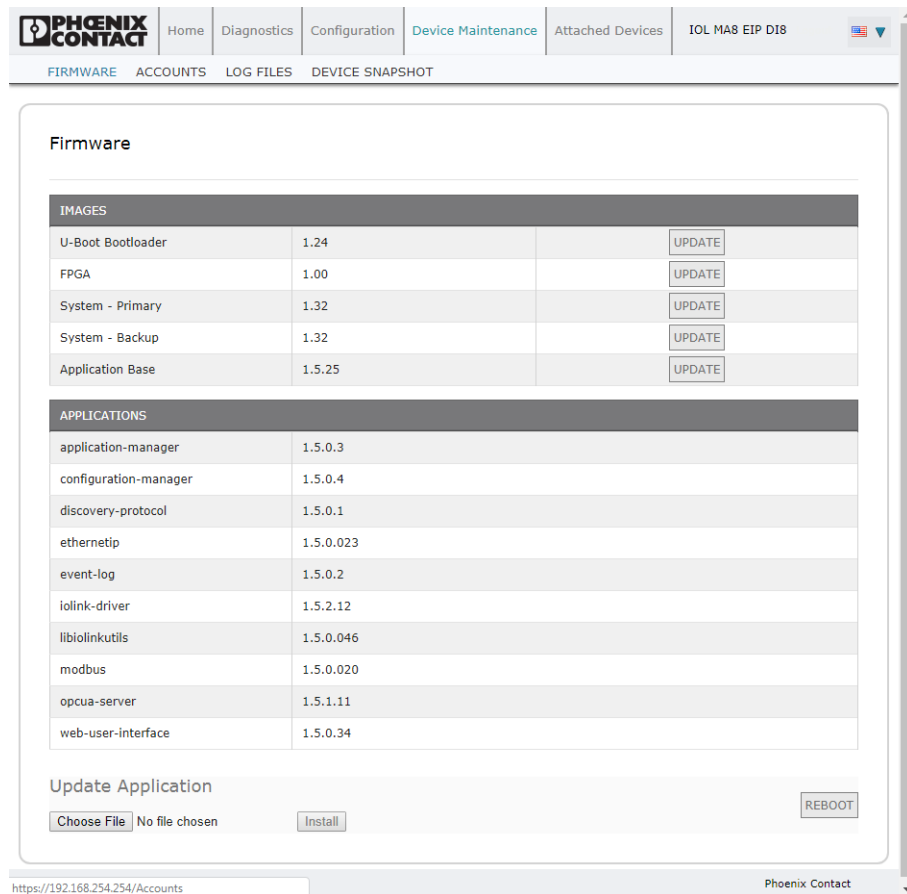 PHŒNIX CONTACT Home Diagnostics Configuration Device Maintenance Attached Devices IOL MA8 EIP DI8
FIRMWARE ACCOUNTS LOG FILES DEVICE SNAPSHOT
Firmware
IMAGES
U-Boot Bootloader 1.24 UPDATE
FPGA 1.00 UPDATE
System - Primary 1.32 UPDATE
System - Backup 1.32 UPDATE
Application Base 1.5.25 UPDATE
APPLICATIONS
application-manager 1.5.0.3
configuration-manager 1.5.0.4
discovery-protocol 1.5.0.1
ethernetip 1.5.0.023
event-log 1.5.0.2
iolink-driver 1.5.2.12
libiolinkutils 1.5.0.046
modbus 1.5.0.020
opcua-server 1.5.1.11
web-user-interface 1.5.0.34
Update Application
REBOOT
Choose File No file chosen Install
Phoenix Contact
https://192.168.254.254/Accounts